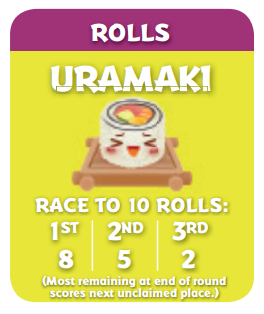 ROLLS
URAMAKI
RACE TO 10 ROLLS:
1ST 2ND 3RD
8 5 2
(Most remaining at end of round
scores next unclaimed place.)